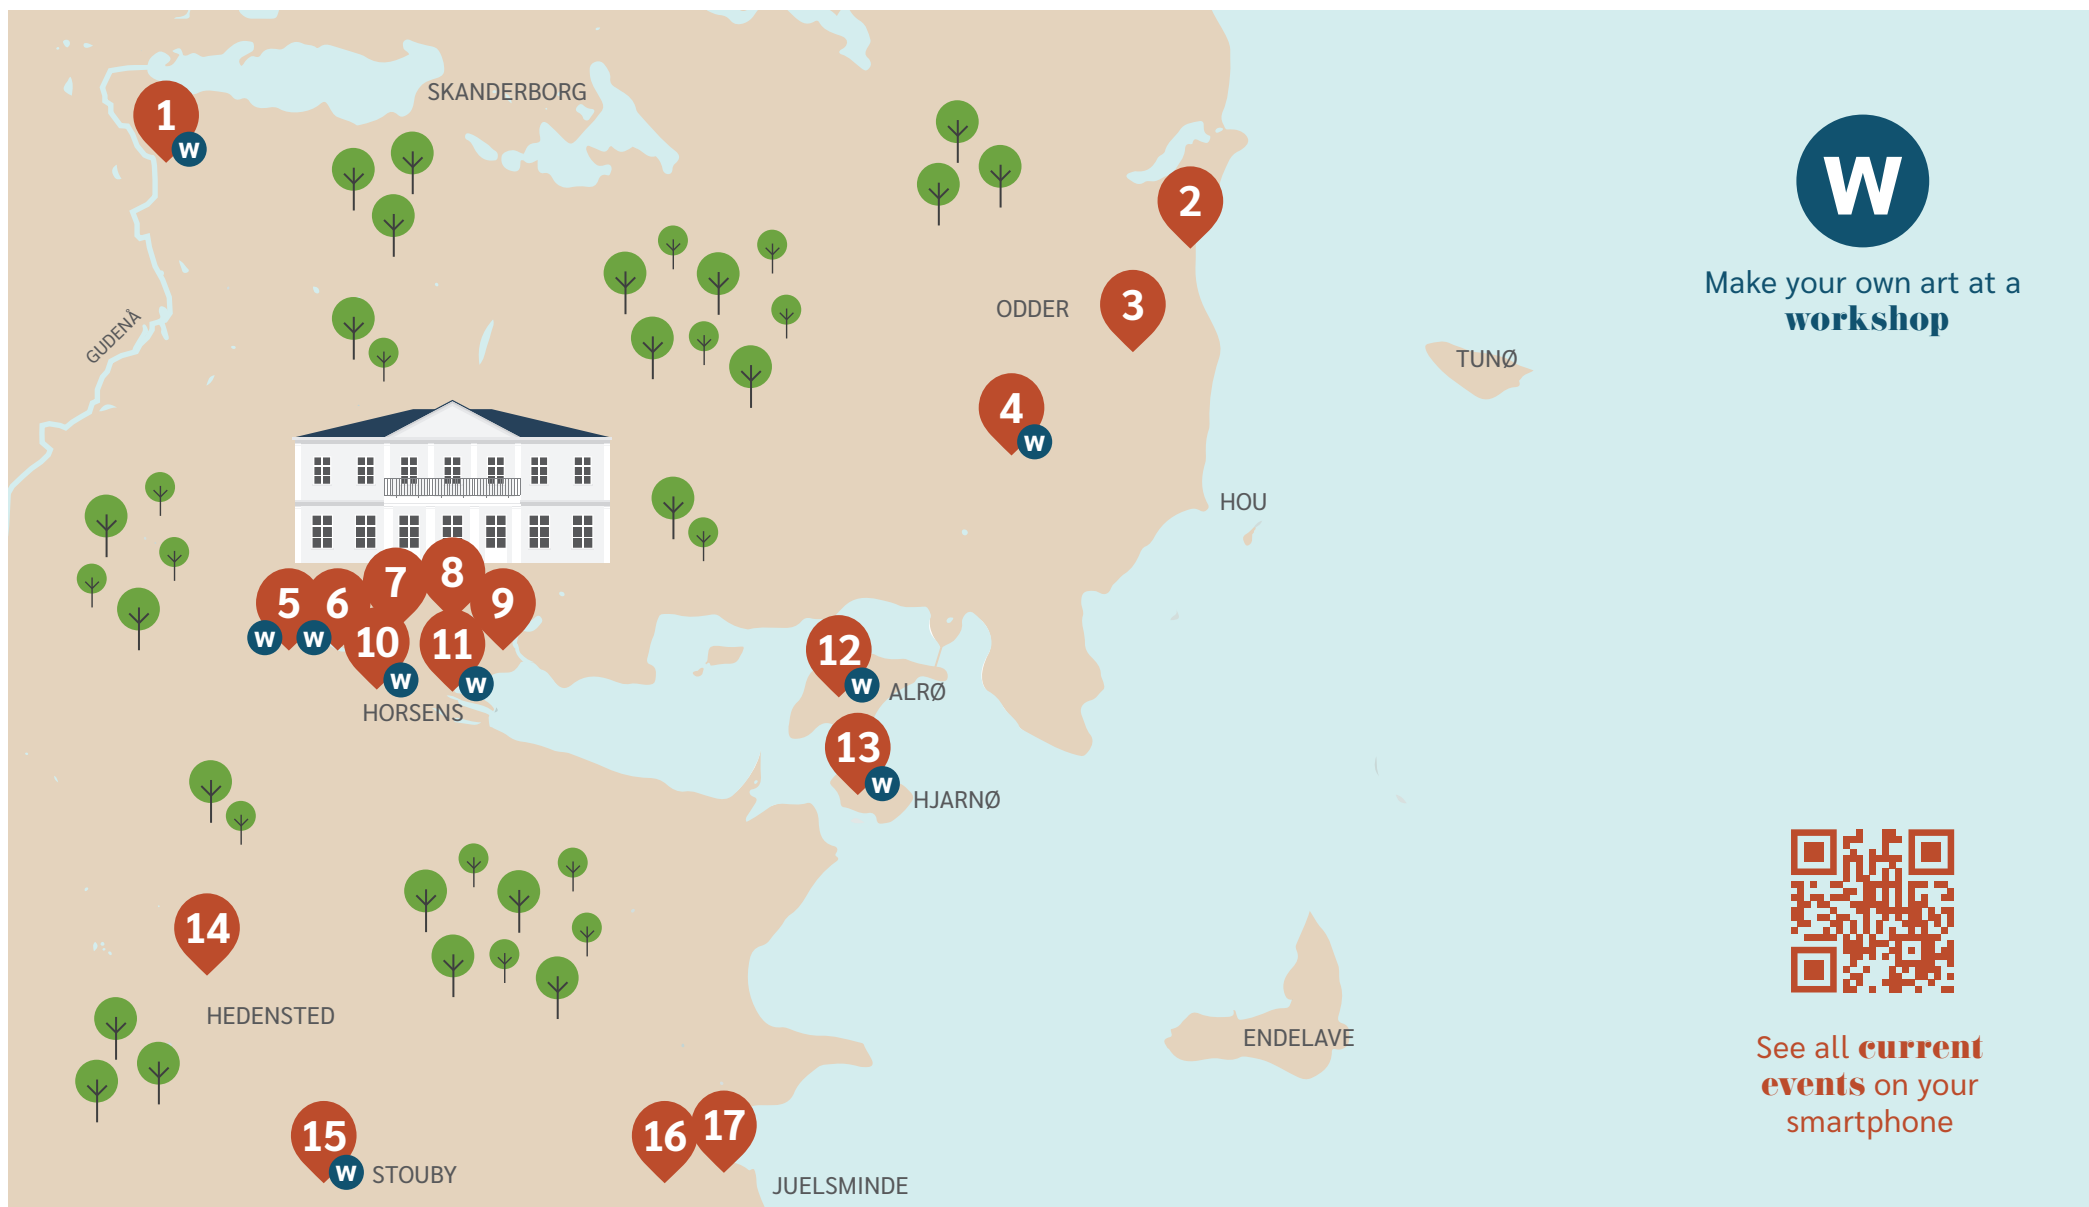 SKANDERBORG
1
W
2
W
Make your own art at a
workshop
GUDENÅ
ODDER
3
TUNØ
4
W
HOU
5
W
6
W
7
8
9
10
W
11
W
HORSENS
12
W
ALRØ
13
W
HJARNØ
14
HEDENSTED
ENDELAVE
See all current
events on your
smartphone
15
W
STOUBY
16
17
JUELSMINDE